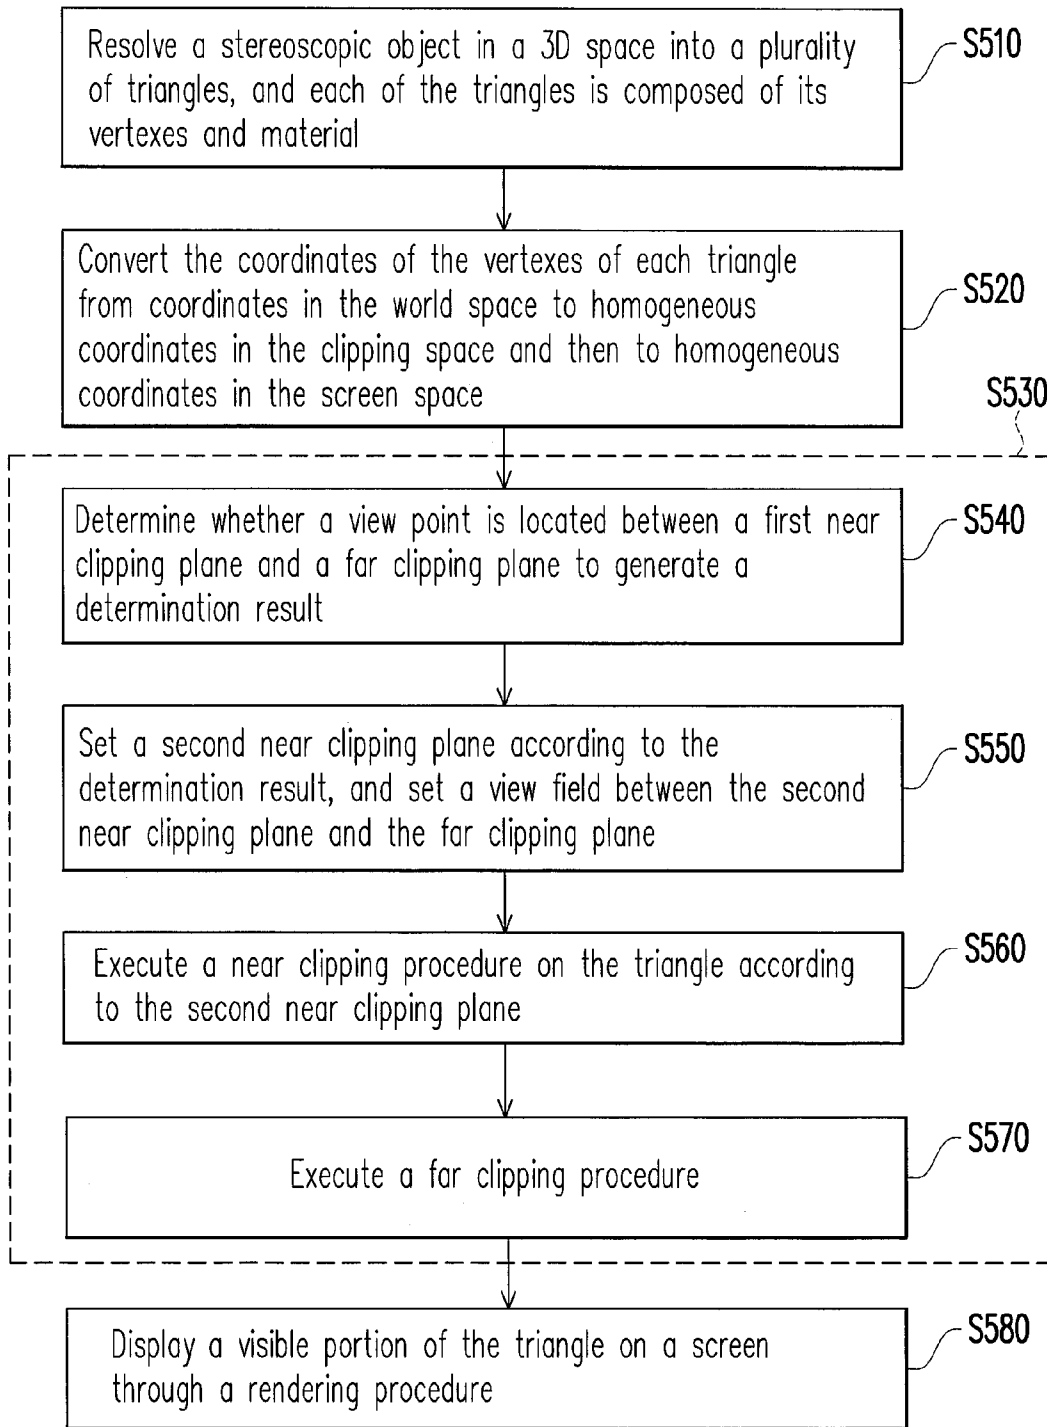 Resolve a stereoscopic object in a 3D space into a plurality
of triangles, and each of the triangles is composed of its
vertexes and material
S510
Convert the coordinates of the vertexes of each triangle
from coordinates in the world space to homogeneous
coordinates in the clipping space and then to homogeneous
coordinates in the screen space
S520
S530
Determine whether a view point is located between a first near
clipping plane and a far clipping plane to generate a
determination result
S540
Set a second near clipping plane according to the
determination result, and set a view field between the second
near clipping plane and the far clipping plane
S550
Execute a near clipping procedure on the triangle according
to the second near clipping plane
S560
Execute a far clipping procedure
S570
Display a visible portion of the triangle on a screen
through a rendering procedure
S580